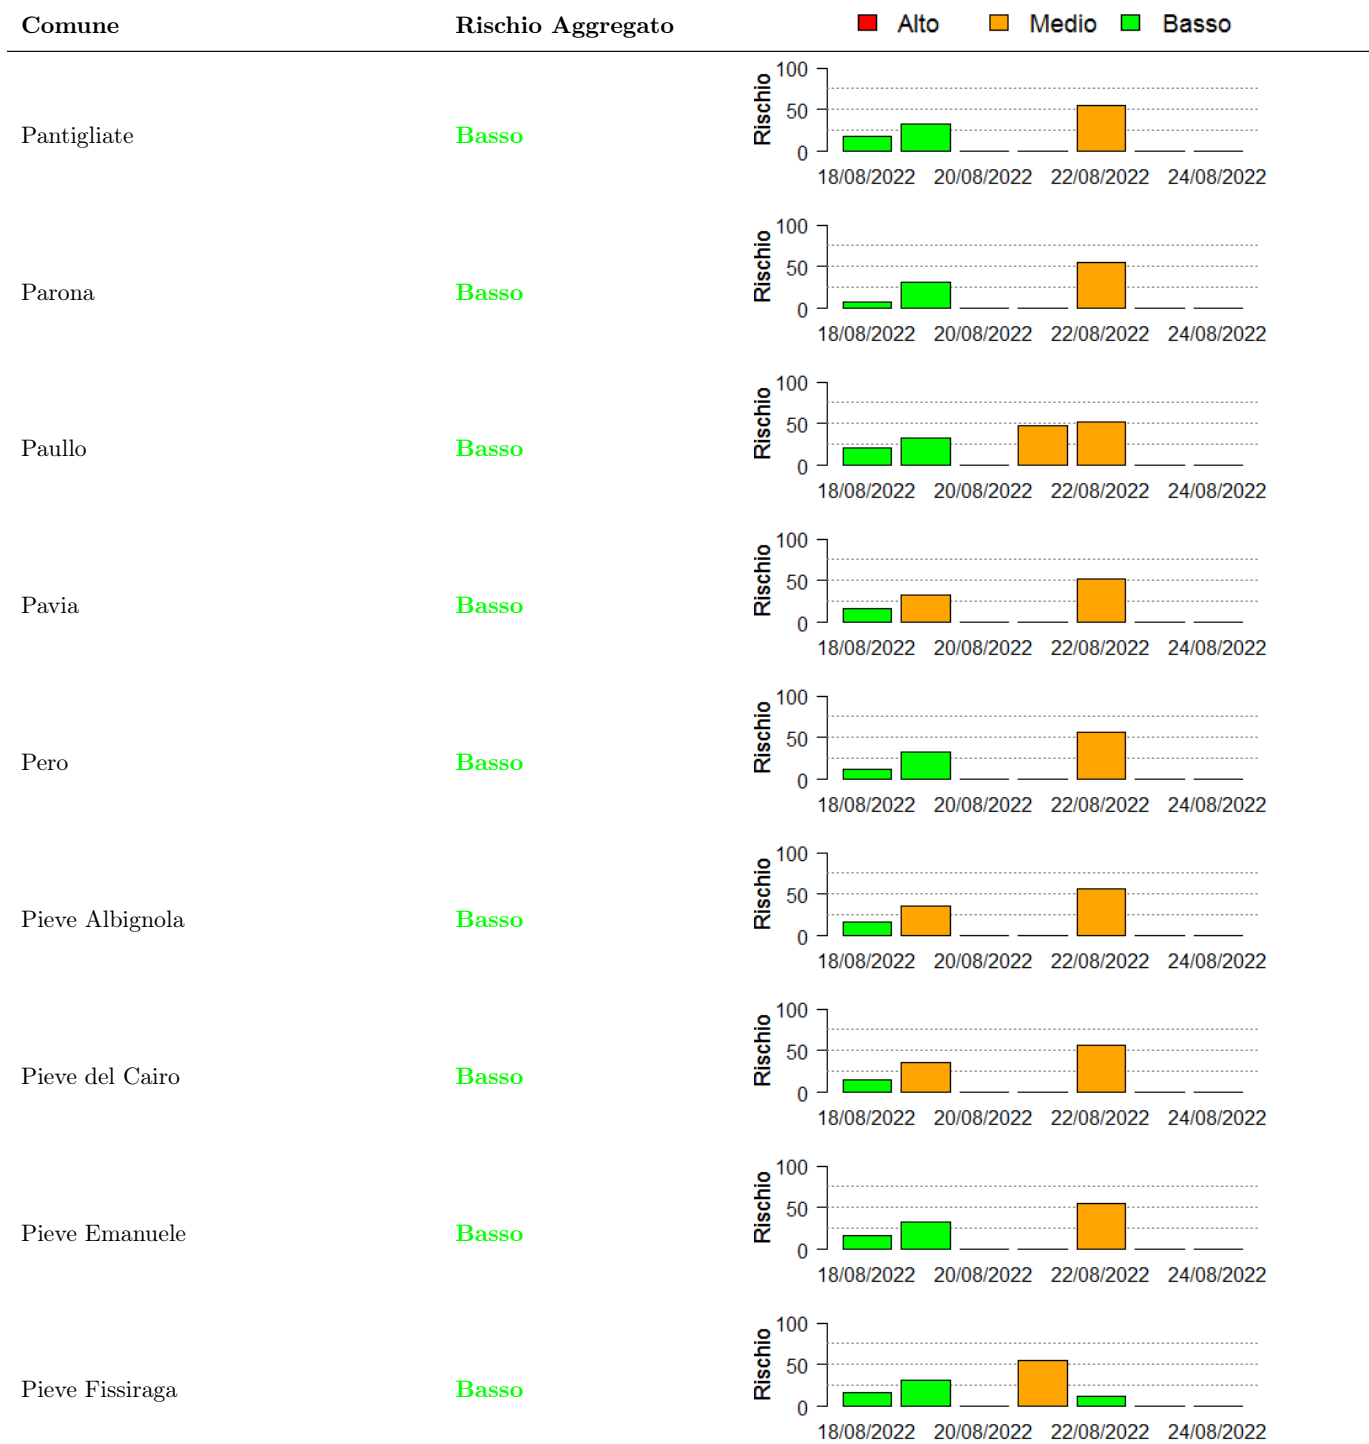 Comune Rischio Aggregato Alto Medio Basso
Pantigliate Basso Rischio 100 50 0
18/08/2022 20/08/2022 22/08/2022 24/08/2022
Parona Basso Rischio 100 50 0
18/08/2022 20/08/2022 22/08/2022 24/08/2022
Paullo Basso Rischio 100 50 0
18/08/2022 20/08/2022 22/08/2022 24/08/2022
Pavia Basso Rischio 100 50 0
18/08/2022 20/08/2022 22/08/2022 24/08/2022
Pero Basso Rischio 100 50 0
18/08/2022 20/08/2022 22/08/2022 24/08/2022
Pieve Albignola Basso Rischio 100 50 0
18/08/2022 20/08/2022 22/08/2022 24/08/2022
Pieve del Cairo Basso Rischio 100 50 0
18/08/2022 20/08/2022 22/08/2022 24/08/2022
Pieve Emanuele Basso Rischio 100 50 0
18/08/2022 20/08/2022 22/08/2022 24/08/2022
Pieve Fissiraga Basso Rischio 100 50 0
18/08/2022 20/08/2022 22/08/2022 24/08/2022